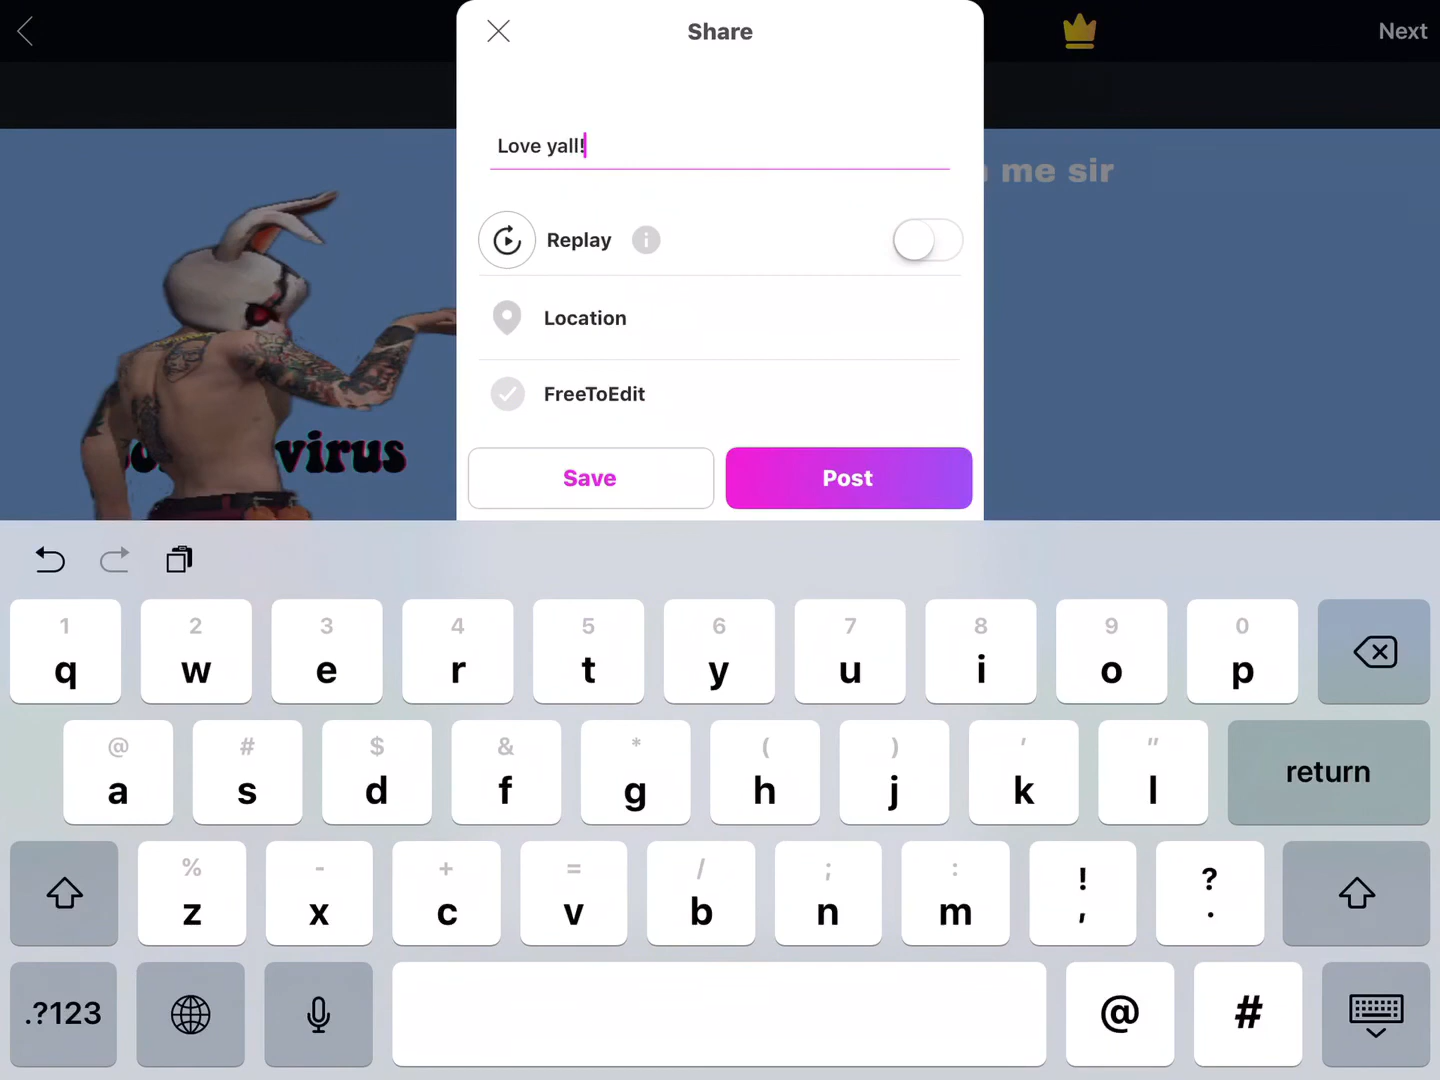 Share
Next
Love yall!
me sir
Replay
Location
FreeToEdit
virus
Save
Post
1 2 3 4 5 6 7 8 9 0
q w e r t y u i o p
@ # $ & * ( ) ' "
a s d f g h j k l return
% - + = / ; : ! ?
z x c v b n m , .
.?123 @ #